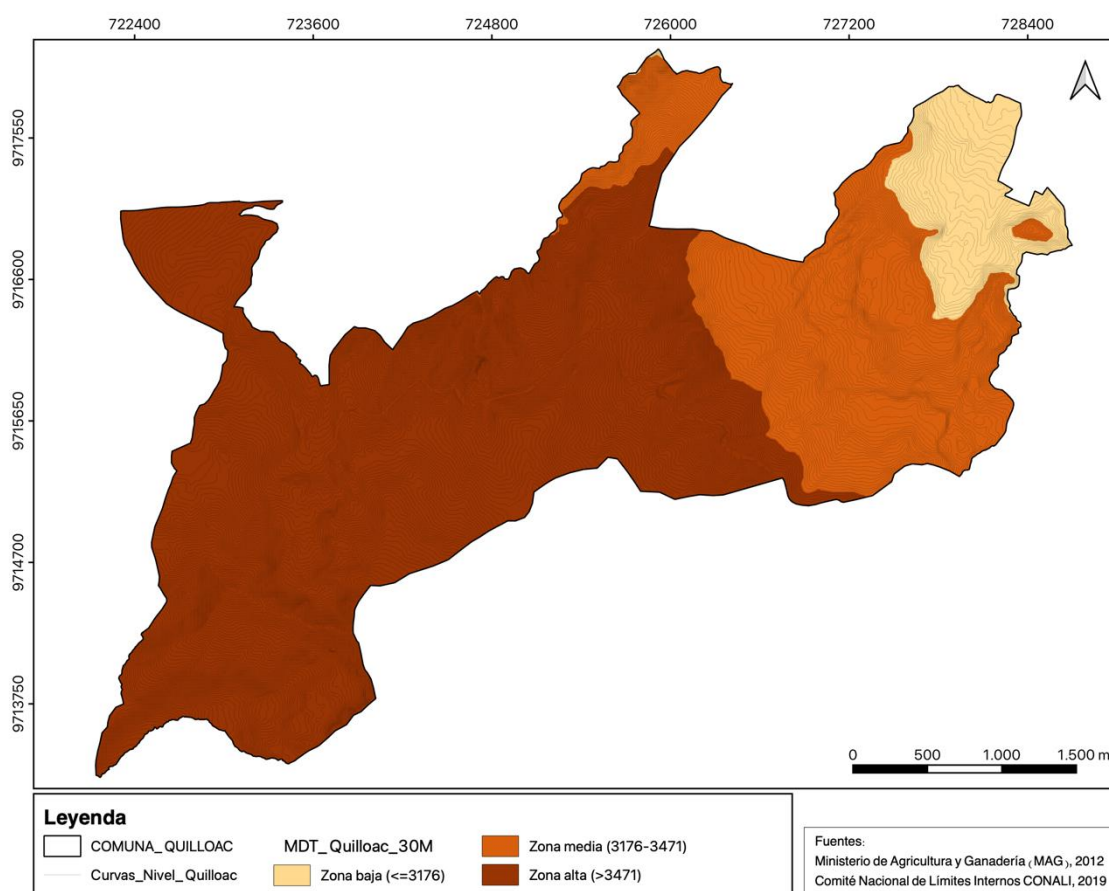 722400 723600 724800 726000 727200 728400
9717550
9716600
9715650
9714700
9713750
0 500 1.000 1.500 m
Leyenda
COMUNA_QUILLOAC
Curvas_Nivel_Quilloac
MDT_Quilloac_30M
Zona baja (<=3176)
Zona media (3176-3471)
Zona alta (>3471)
Fuentes:
Ministerio de Agricultura y Ganadería (MAG), 2012
Comité Nacional de Límites Internos CONALI, 2019